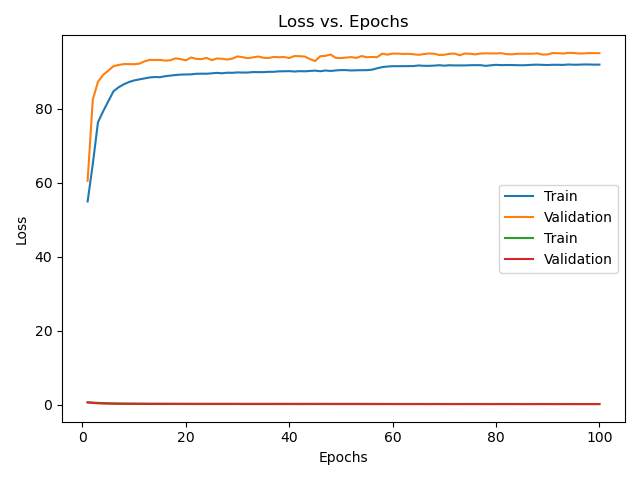 Loss vs. Epochs
Loss
80
60
40
20
0
Train
Validation
Train
Validation
0 20 40 60 80 100
Epochs